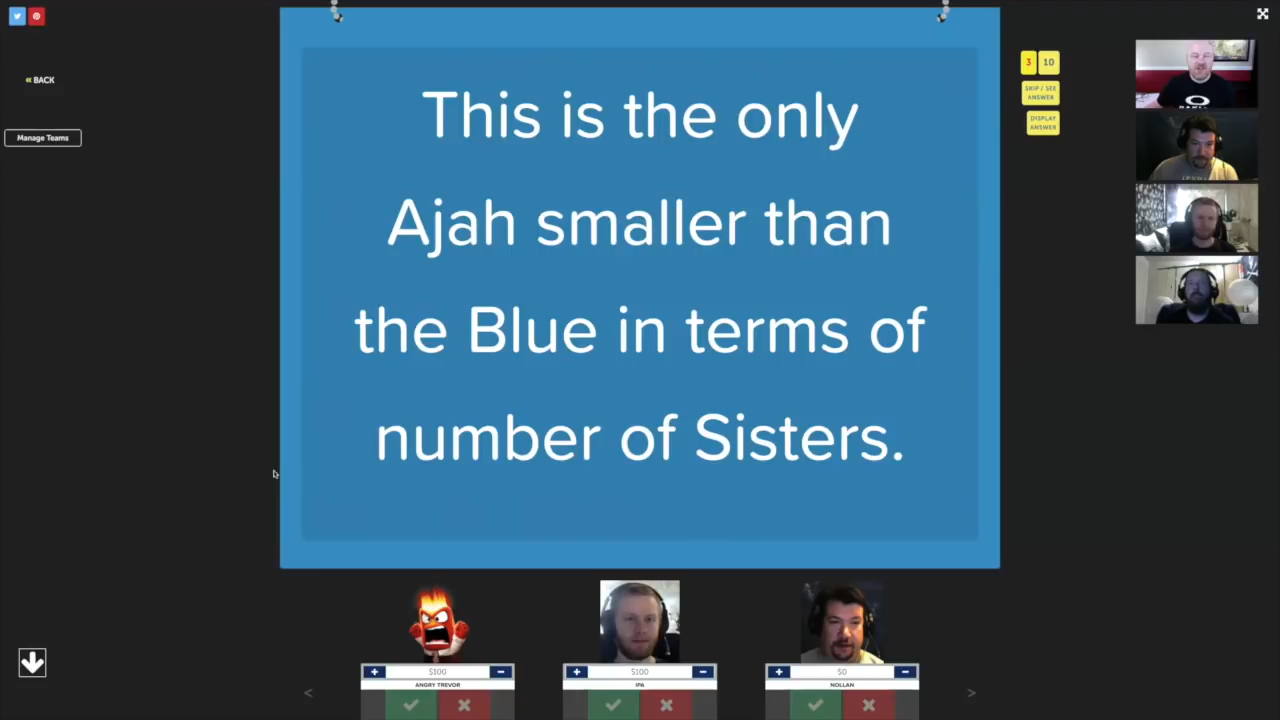 « BACK
Manage Teams
This is the only
Ajah smaller than
the Blue in terms of
number of Sisters.
3 10
SKIP / SEE
ANSWER
DISPLAY
ANSWER
$100
ANGRY TREVOR
$100
IPA
$0
NOLLAN